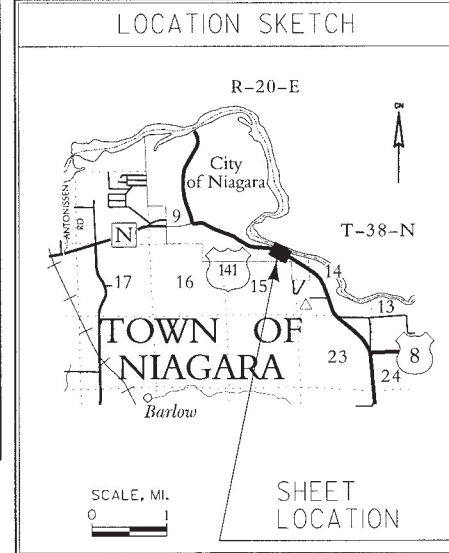 LOCATION SKETCH
R-20-E
City
of Niagara
T-38-N
ANTONISSEN
RD
N
9
141
17
16
15
14
13
TOWN OF
NIAGARA
23
24
8
Barlow
SCALE, MI.
0 1
SHEET
LOCATION